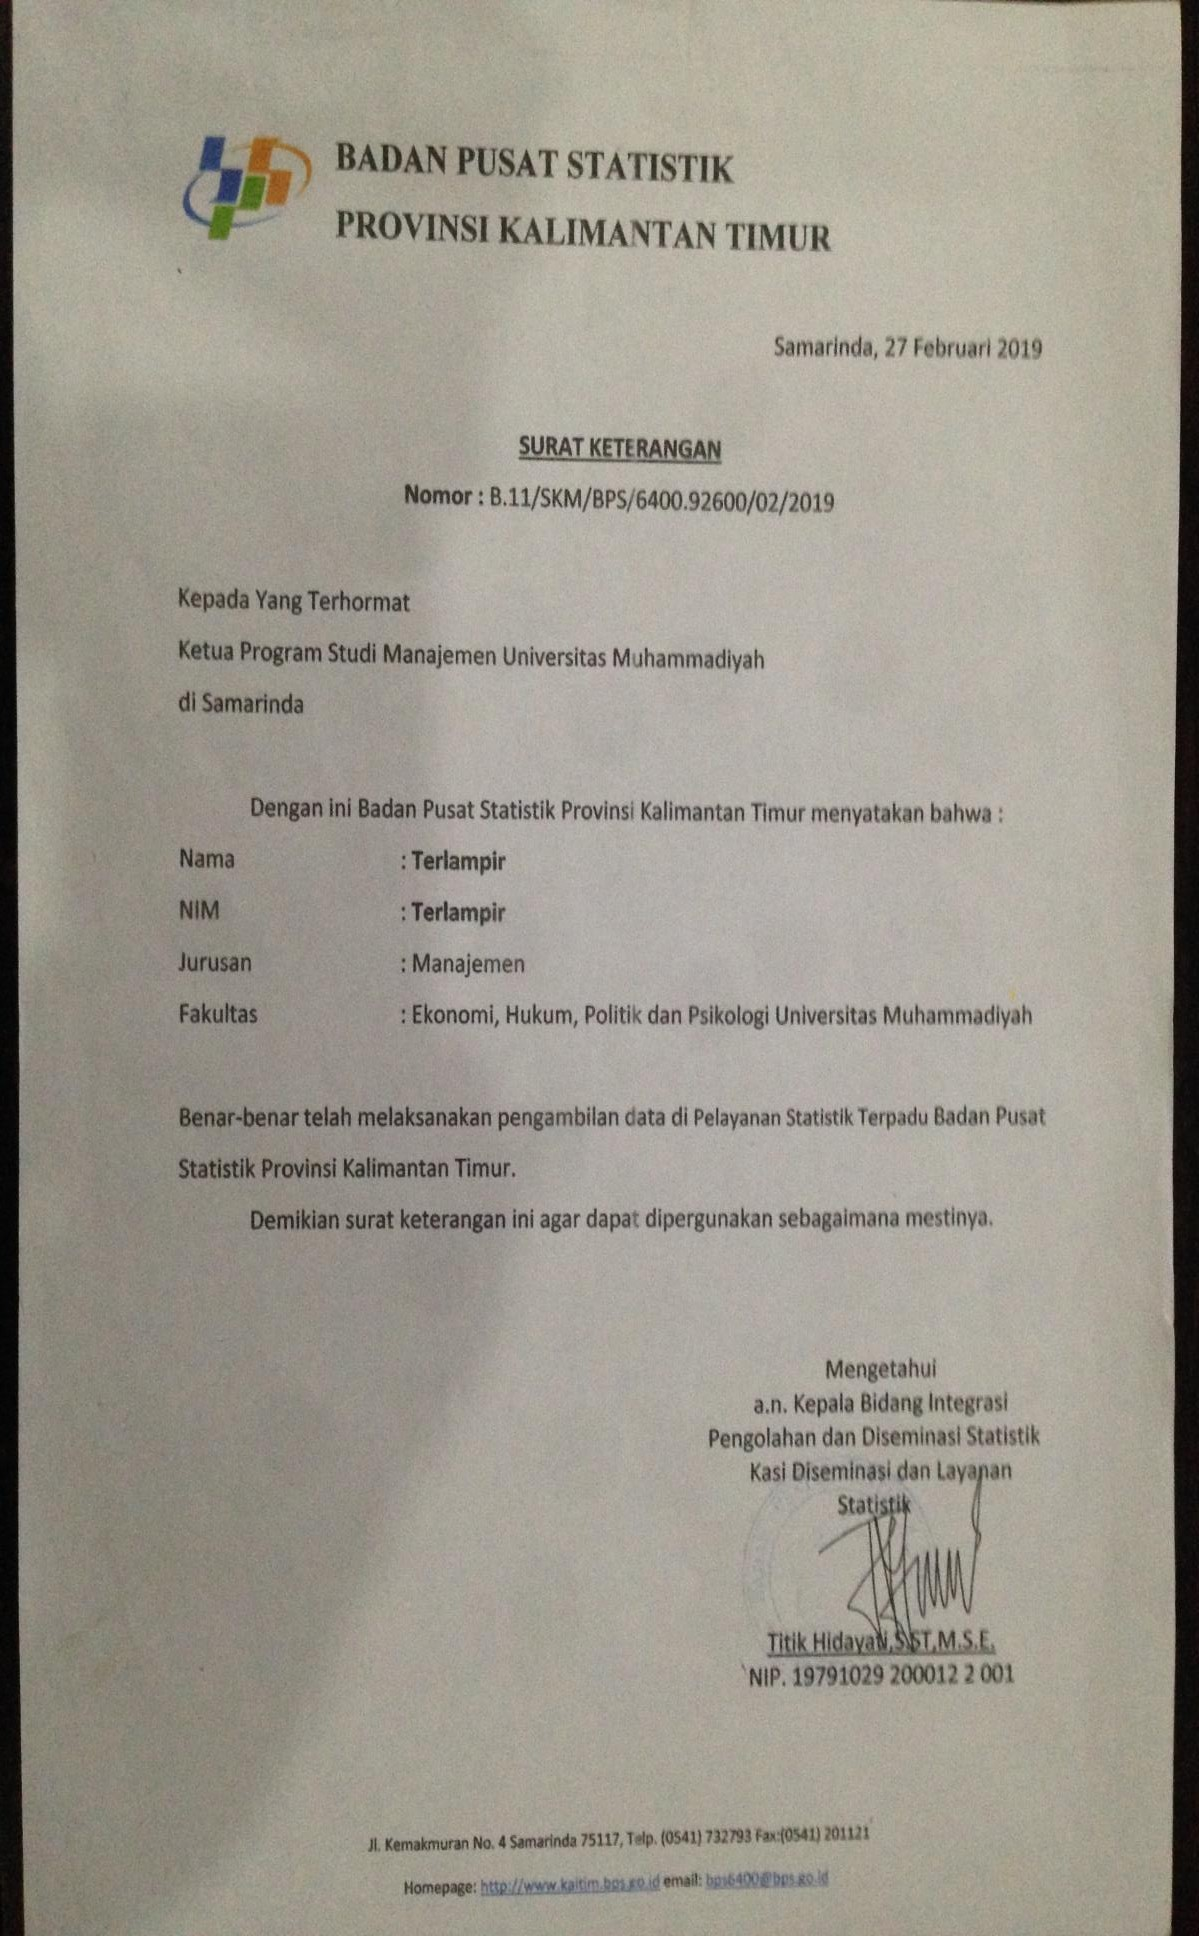 BADAN PUSAT STATISTIK
PROVINSI KALIMANTAN TIMUR
Samarinda, 27 Februari 2019
SURAT KETERANGAN
Nomor : B.11/SKM/BPS/6400.92600/02/2019
Kepada Yang Terhormat
Ketua Program Studi Manajemen Universitas Muhammadiyah
di Samarinda
Dengan ini Badan Pusat Statistik Provinsi Kalimantan Timur menyatakan bahwa :
Nama : Terlampir
NIM : Terlampir
Jurusan : Manajemen
Fakultas : Ekonomi, Hukum, Politik dan Psikologi Universitas Muhammadiyah
Benar-benar telah melaksanakan pengambilan data di Pelayanan Statistik Terpadu Badan Pusat
Statistik Provinsi Kalimantan Timur.
Demikian surat keterangan ini agar dapat dipergunakan sebagaimana mestinya.
Mengetahui
a.n. Kepala Bidang Integrasi
Pengolahan dan Diseminasi Statistik
Kasi Diseminasi dan Layanan
Statistik
Titik Hidayati,S.ST,M.S.E.
NIP. 19791029 200012 2 001
Jl. Kemakmuran No. 4 Samarinda 75117, Telp. (0541) 732793 Fax:(0541) 201121
Homepage: http://www.kaltim.bps.go.id email: bps6400@bps.go.id